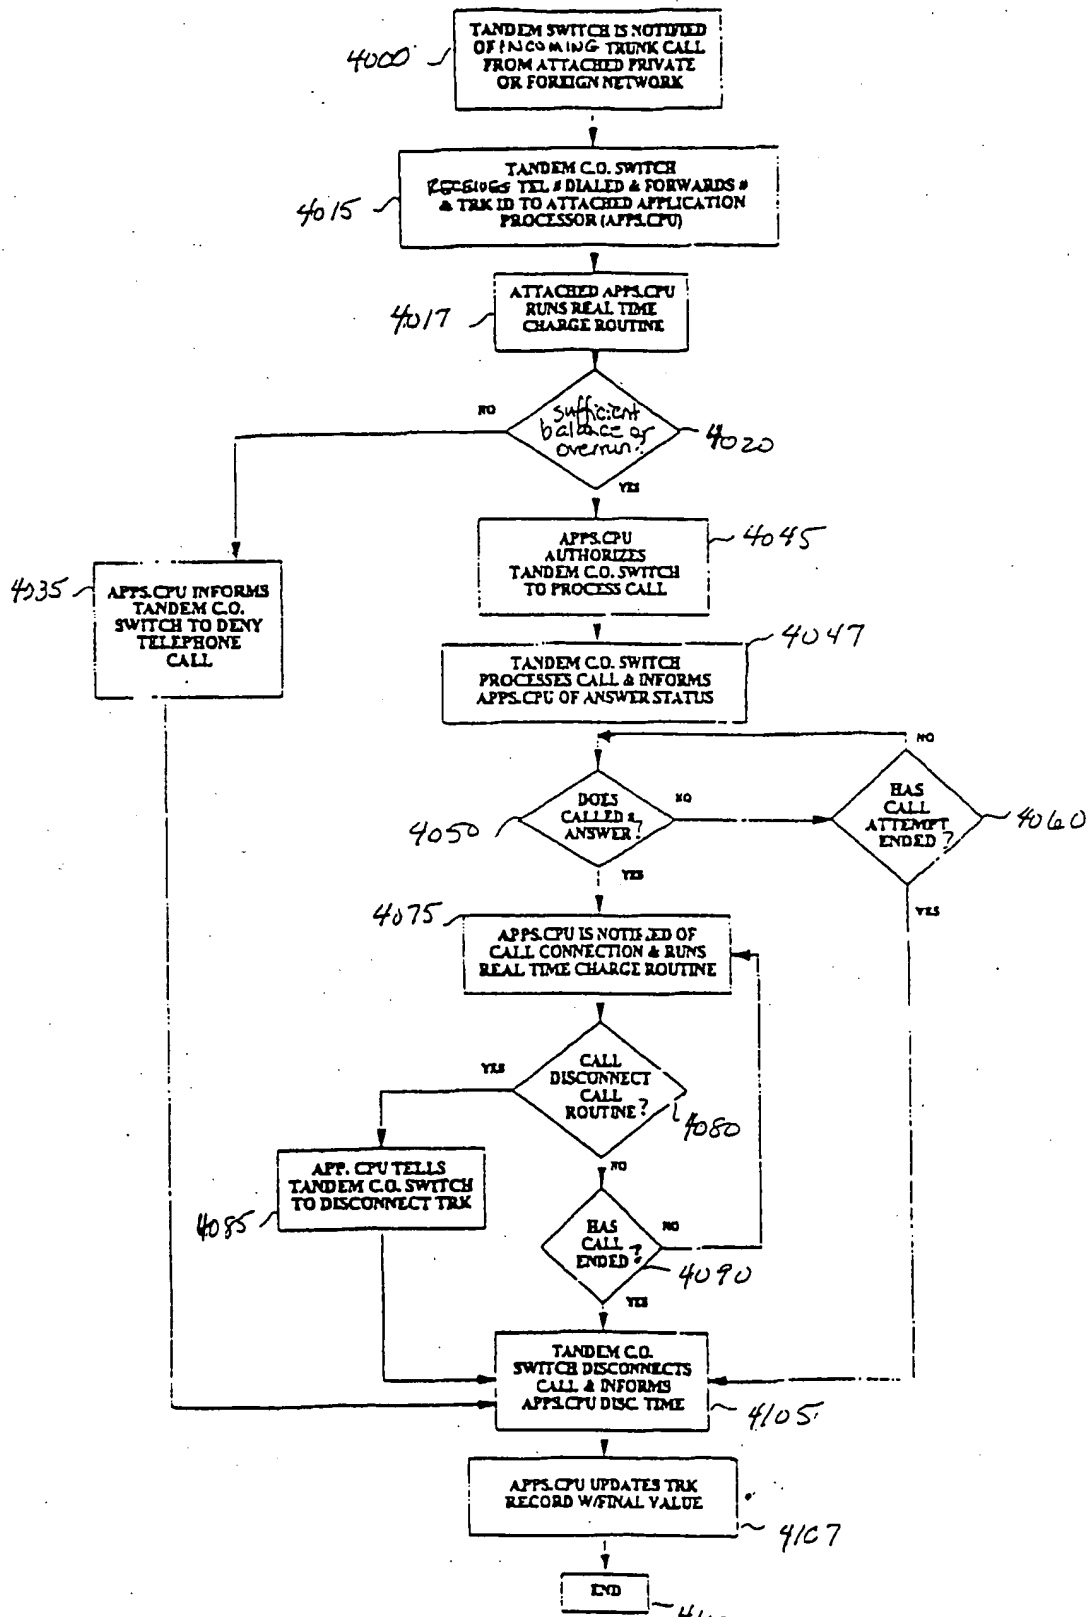 TANDEM SWITCH IS NOTIFIED
OF INCOMING TRUNK CALL
FROM ATTACHED PRIVATE
OR FOREIGN NETWORK
4000
TANDEM C.O. SWITCH
RECEIVES TEL # DIALED & FORWARDS #
& TRK ID TO ATTACHED APPLICATION
PROCESSOR (APPS.CPU)
4015
ATTACHED APPS.CPU
RUNS REAL TIME
CHARGE ROUTINE
4017
NO
sufficient
balance or
overrun?
4020
YES
APPS.CPU
AUTHORIZES
TANDEM C.O. SWITCH
TO PROCESS CALL
4045
4035
APPS.CPU INFORMS
TANDEM C.O.
SWITCH TO DENY
TELEPHONE
CALL
4047
TANDEM C.O. SWITCH
PROCESSES CALL & INFORMS
APPS.CPU OF ANSWER STATUS
NO
DOES
CALLED #
ANSWER?
4050
NO
HAS
CALL
ATTEMPT
ENDED?
4060
YES
YES
4075
APPS.CPU IS NOTIFIED OF
CALL CONNECTION & RUNS
REAL TIME CHARGE ROUTINE
YES
CALL
DISCONNECT
CALL
ROUTINE?
4080
NO
APP. CPU TELLS
TANDEM C.O. SWITCH
TO DISCONNECT TRK
4085
HAS
CALL
ENDED?
NO
4090
YES
TANDEM C.O.
SWITCH DISCONNECTS
CALL & INFORMS
APPS.CPU DISC. TIME
4105
APPS.CPU UPDATES TRK
RECORD W/FINAL VALUE
4107
END